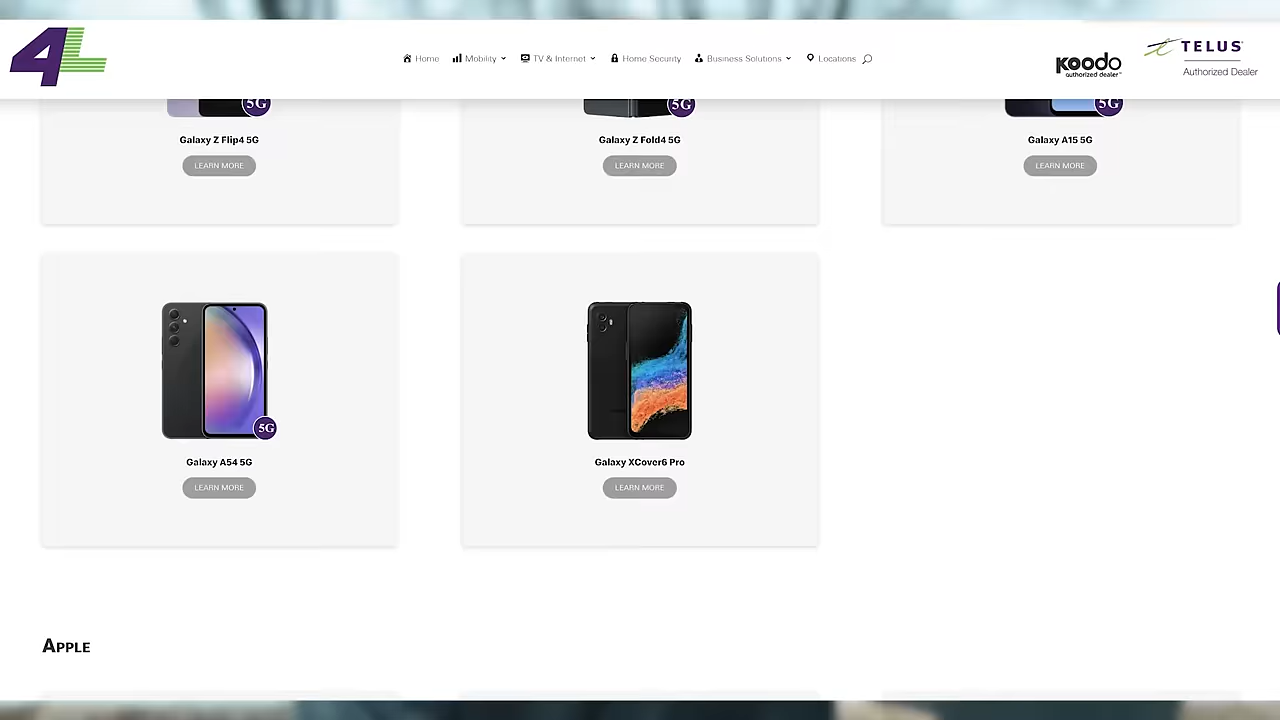 4L
Home
Mobility
TV & Internet
Home Security
Business Solutions
Locations
koodo
authorized dealer™
TELUS®
Authorized Dealer
5G
5G
5G
Galaxy Z Flip4 5G
Galaxy Z Fold4 5G
Galaxy A15 5G
LEARN MORE
LEARN MORE
LEARN MORE
5G
Galaxy A54 5G
Galaxy XCover6 Pro
LEARN MORE
LEARN MORE
APPLE